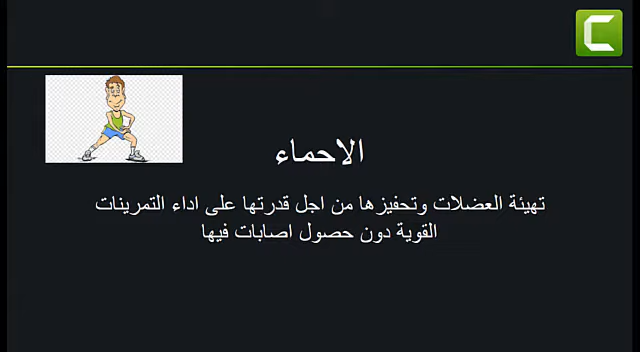 الاحماء
تهيئة العضلات وتحفيزها من اجل قدرتها على اداء التمرينات
القوية دون حصول اصابات فيها